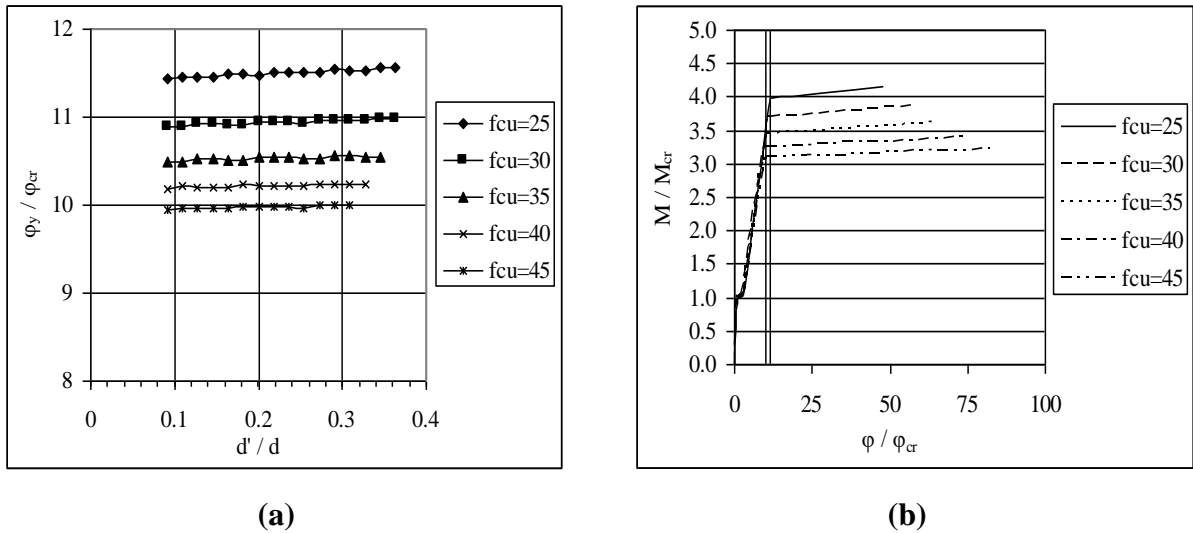 12
11
10
9
8
φy / φcr
0 0.1 0.2 0.3 0.4
d' / d
fcu=25
fcu=30
fcu=35
fcu=40
fcu=45
(a)
5.0
4.5
4.0
3.5
3.0
2.5
2.0
1.5
1.0
0.5
0.0
M / Mcr
0 25 50 75 100
φ / φcr
fcu=25
fcu=30
fcu=35
fcu=40
fcu=45
(b)